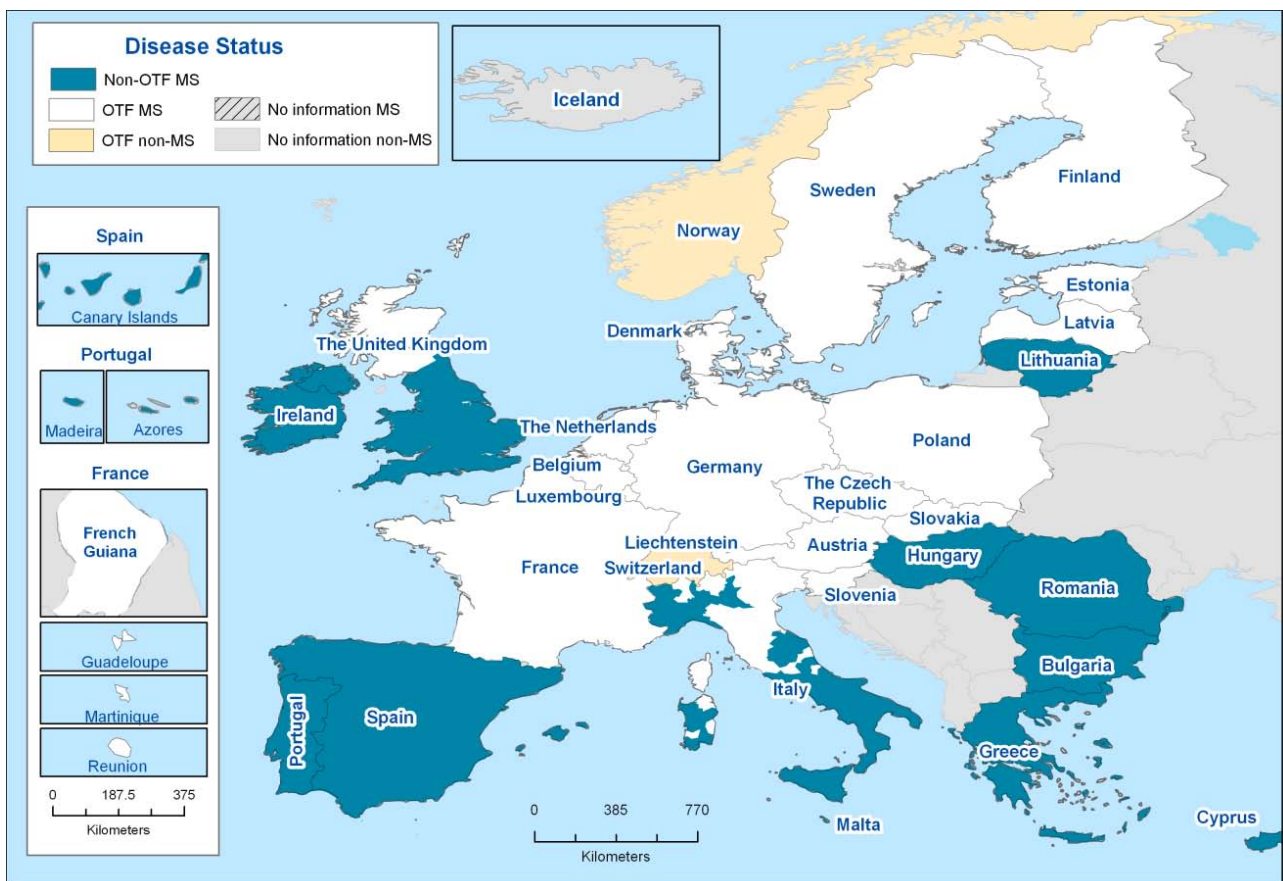 Disease Status
Non-OTF MS
OTF MS
OTF non-MS
No information MS
No information non-MS
Iceland
Spain
Canary Islands
Portugal
Madeira
Azores
France
French
Guiana
Guadeloupe
Martinique
Reunion
0 187.5 375
Kilometers
Finland
Sweden
Norway
Estonia
Latvia
Lithuania
Denmark
The United Kingdom
Ireland
The Netherlands
Poland
Belgium
Germany
The Czech
Republic
Luxembourg
Slovakia
Liechtenstein
Austria
Hungary
France
Switzerland
Slovenia
Romania
Bulgaria
Italy
Portugal
Spain
Greece
Malta
Cyprus
0 385 770
Kilometers